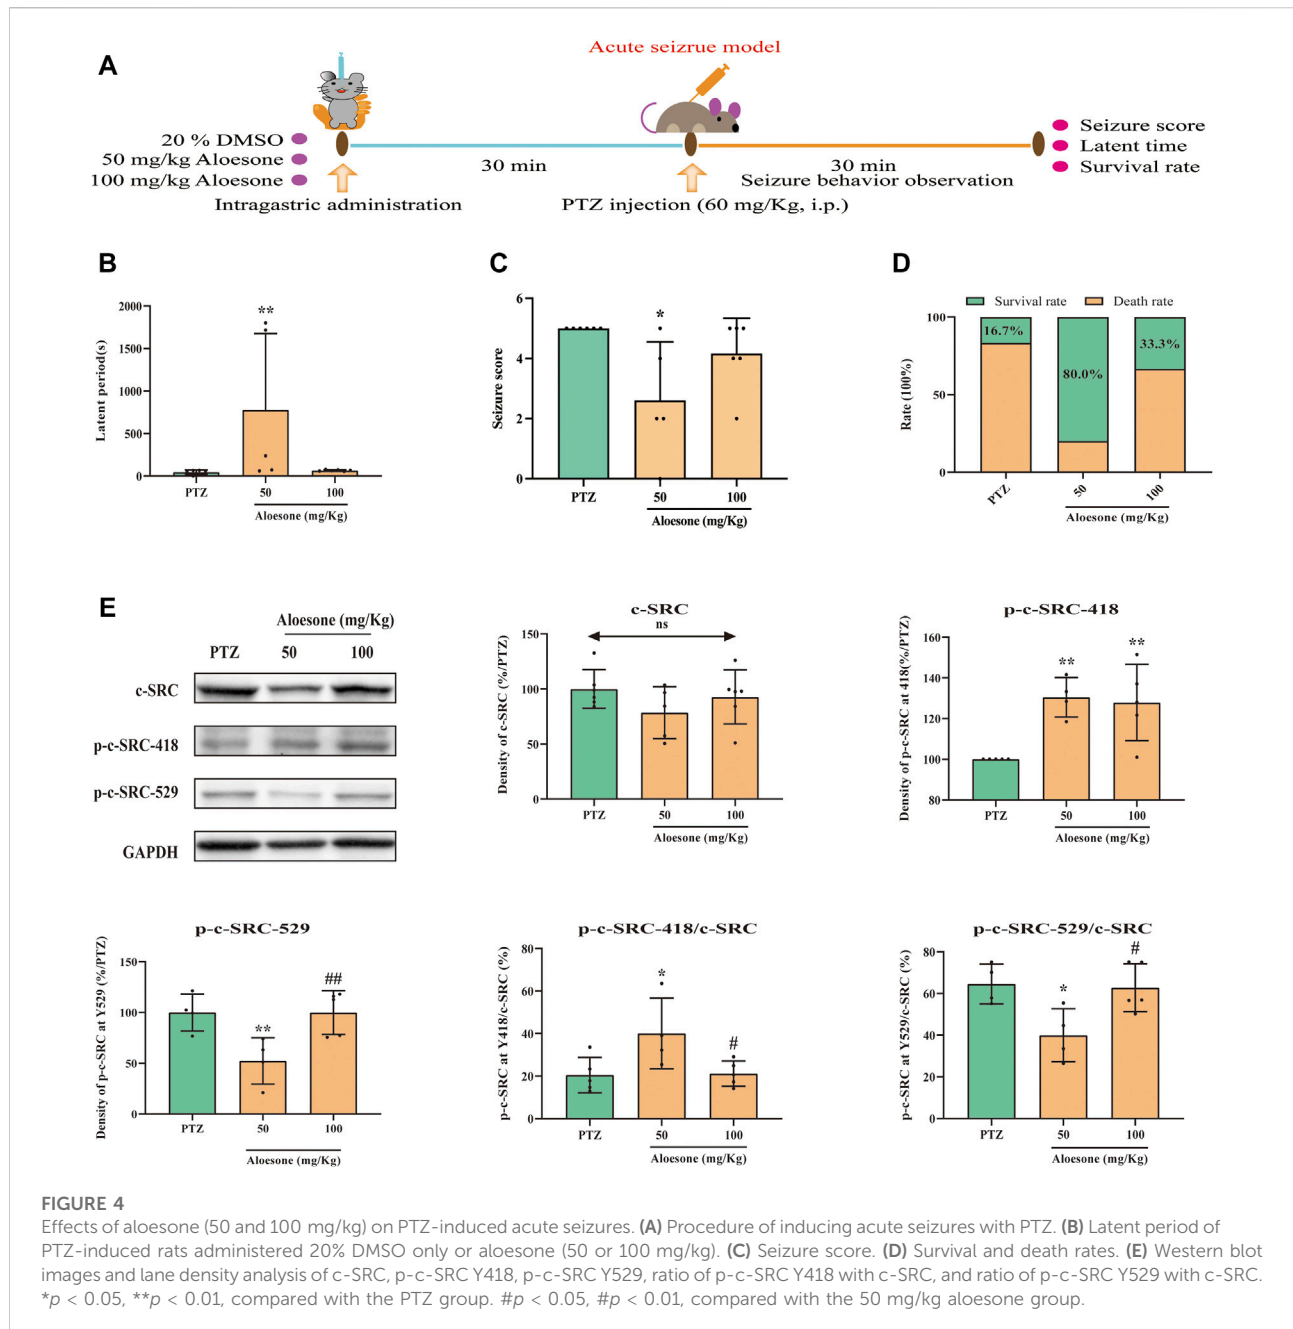 A
Acute seizrue model
20 % DMSO
50 mg/kg Aloesone
100 mg/kg Aloesone
30 min
30 min
Seizure score
Latent time
Survival rate
Intragastric administration
PTZ injection (60 mg/Kg, i.p.)
Seizure behavior observation
B
Latent period(s)
2000
1500
1000
500
0
**
PTZ
50
100
Aloesone (mg/Kg)
C
Seizure score
6
4
2
0
*
PTZ
50
100
Aloesone (mg/Kg)
D
Survival rate
Death rate
Rate (100%)
100
50
0
16.7%
80.0%
33.3%
PTZ
50
100
Aloesone (mg/Kg)
E
Aloesone (mg/Kg)
PTZ
50
100
c-SRC
p-c-SRC-418
p-c-SRC-529
GAPDH
c-SRC
ns
Density of c-SRC (%/PTZ)
150
100
50
0
PTZ
50
100
Aloesone (mg/Kg)
p-c-SRC-418
Density of p-c-SRC at 418(%/PTZ)
160
140
120
100
80
**
**
PTZ
50
100
Aloesone (mg/Kg)
p-c-SRC-529
Density of p-c-SRC at Y529 (%/PTZ)
150
100
50
0
**
##
PTZ
50
100
Aloesone (mg/Kg)
p-c-SRC-418/c-SRC
p-c-SRC at Y418/c-SRC (%)
80
60
40
20
0
*
#
PTZ
50
100
Aloesone (mg/Kg)
p-c-SRC-529/c-SRC
p-c-SRC at Y529/c-SRC (%)
80
60
40
20
0
*
#
PTZ
50
100
Aloesone (mg/Kg)
FIGURE 4
Effects of aloesone (50 and 100 mg/kg) on PTZ-induced acute seizures. (A) Procedure of inducing acute seizures with PTZ. (B) Latent period of
PTZ-induced rats administered 20% DMSO only or aloesone (50 or 100 mg/kg). (C) Seizure score. (D) Survival and death rates. (E) Western blot
images and lane density analysis of c-SRC, p-c-SRC Y418, p-c-SRC Y529, ratio of p-c-SRC Y418 with c-SRC, and ratio of p-c-SRC Y529 with c-SRC.
*p < 0.05, **p < 0.01, compared with the PTZ group. #p < 0.05, #p < 0.01, compared with the 50 mg/kg aloesone group.